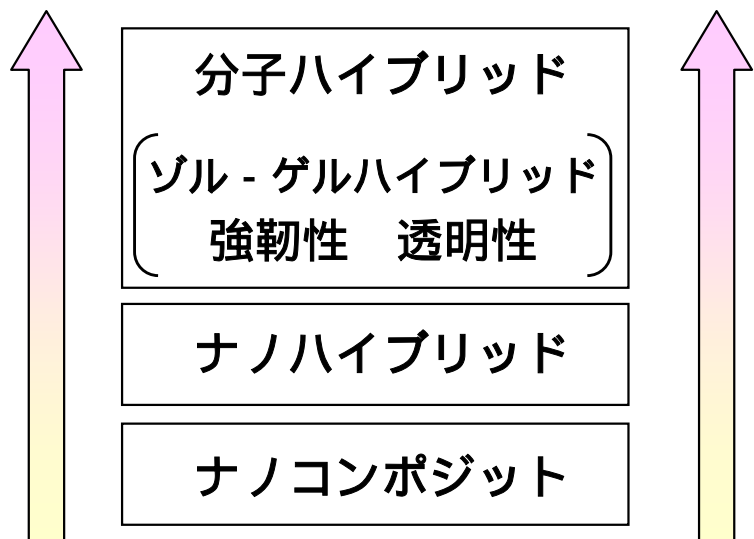 分子ハイブリッド
ゾル - ゲルハイブリッド
強靭性　透明性
ナノハイブリッド
ナノコンポジット